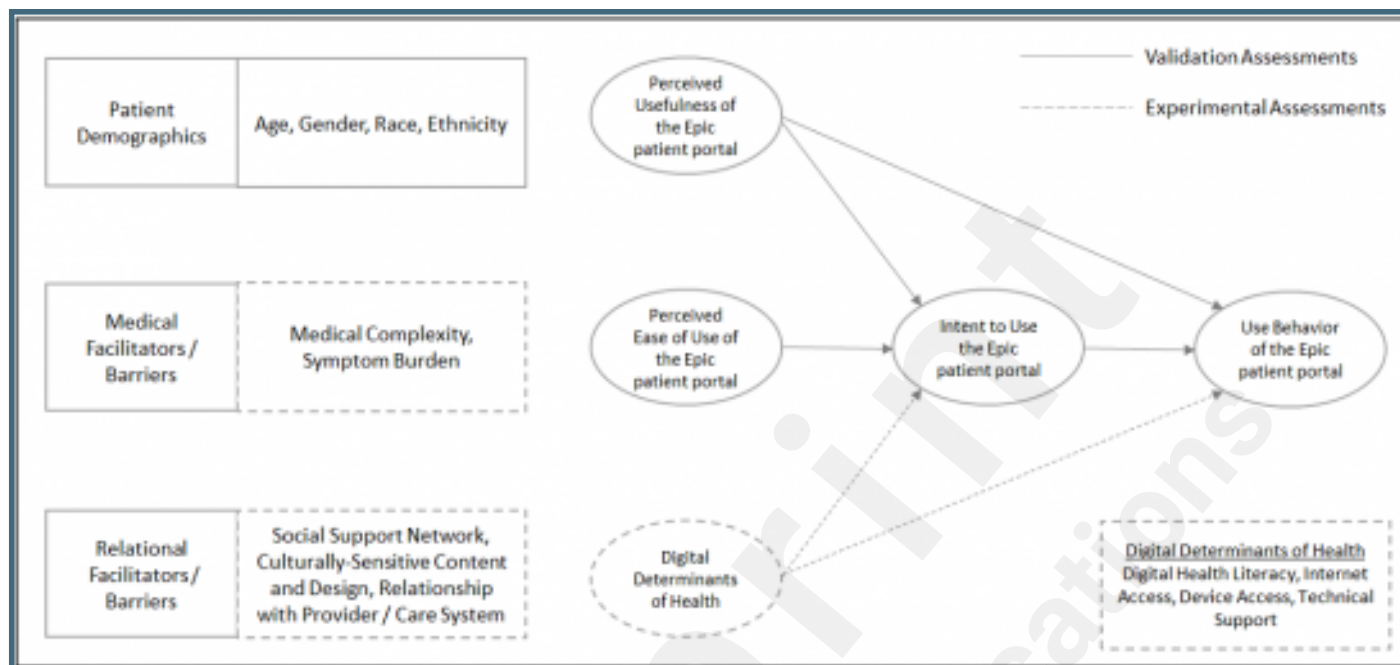 Patient
Demographics
Age, Gender, Race, Ethnicity
Perceived
Usefulness of
the Epic
patient portal
Validation Assessments
Experimental Assessments
Medical
Facilitators /
Barriers
Medical Complexity,
Symptom Burden
Perceived
Ease of Use of
the Epic
patient portal
Intent to Use
the Epic
patient portal
Use Behavior
of the Epic
patient portal
Relational
Facilitators /
Barriers
Social Support Network,
Culturally-Sensitive Content
and Design, Relationship
with Provider / Care System
Digital
Determinants
of Health
Digital Determinants of Health
Digital Health Literacy, Internet
Access, Device Access, Technical
Support